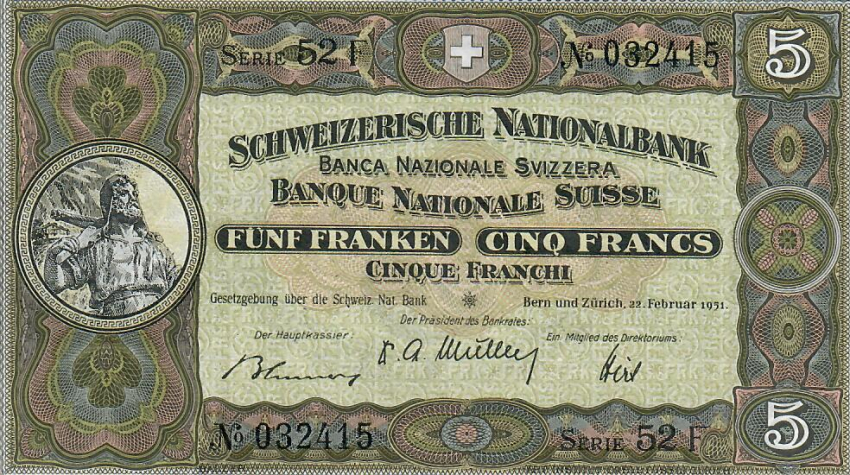 SERIE 52 F No 032415 5
SCHWEIZERISCHE NATIONALBANK
BANCA NAZIONALE SVIZZERA
BANQUE NATIONALE SUISSE
FÜNF FRANKEN CINQ FRANCS
CINQUE FRANCHI
Gesetzgebung über die Schweiz. Nat. Bank Bern und Zürich, 22. Februar 1951.
Der Präsident des Bankrates:
Der Hauptkassier: Ein Mitglied des Direktoriums:
Müller
No 032415 SERIE 52 F 5